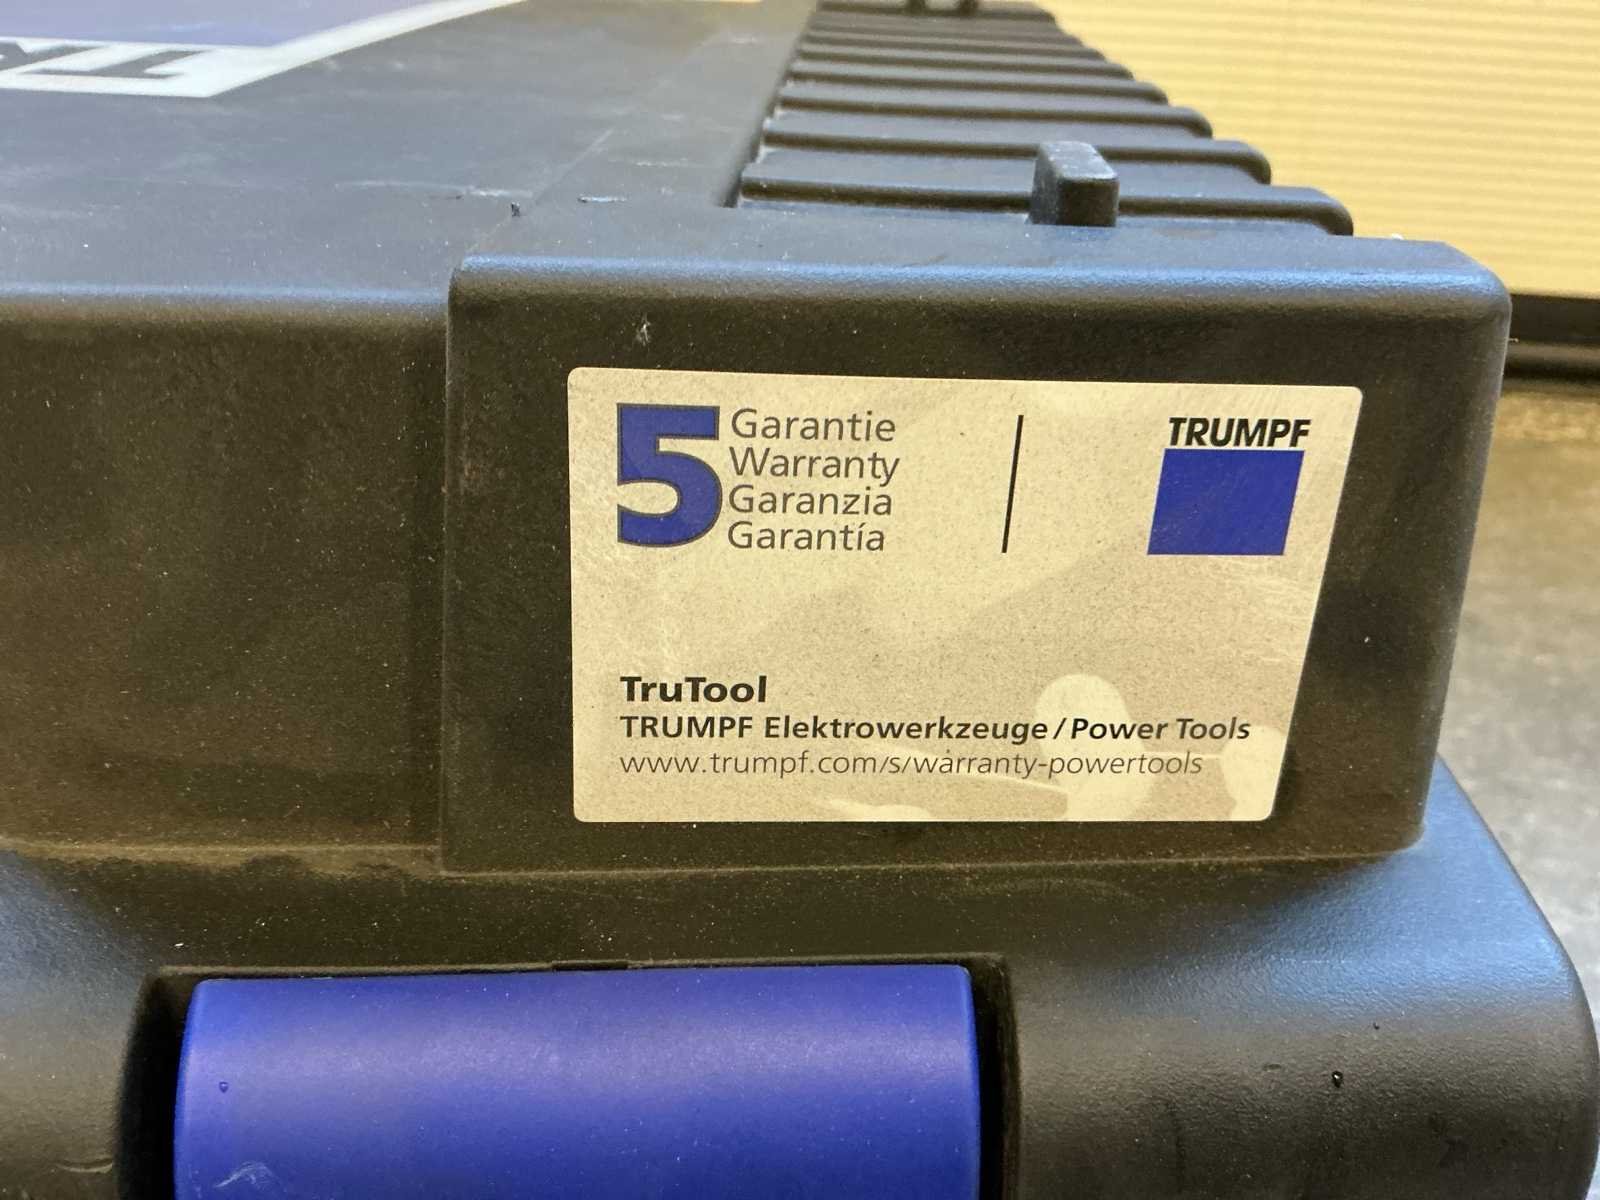 5
Garantie
Warranty
Garanzia
Garantía
TRUMPF
TruTool
TRUMPF Elektrowerkzeuge/Power Tools
www.trumpf.com/s/warranty-powertools